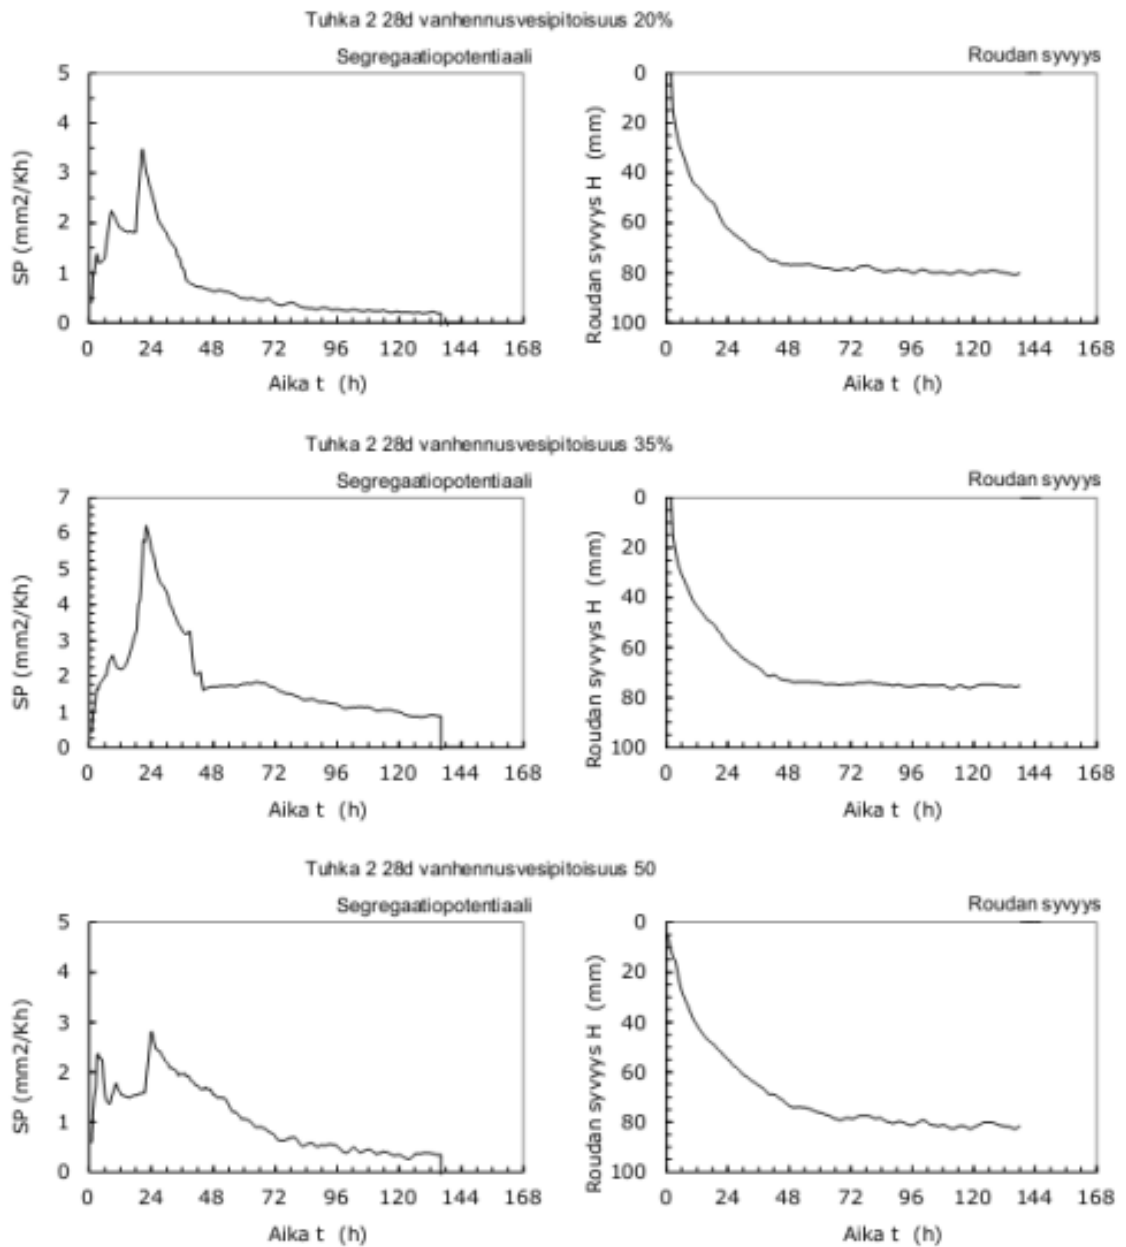 Tuhka 2 28d vanhennusvesipitoisuus 20%
Segregaatiopotentiaali
5
4
3
2
1
0
SP (mm2/Kh)
0 24 48 72 96 120 144 168
Aika t (h)
Roudan syvyys
0
20
40
60
80
100
Roudan syvyys H (mm)
0 24 48 72 96 120 144 168
Aika t (h)
Tuhka 2 28d vanhennusvesipitoisuus 35%
Segregaatiopotentiaali
7
6
5
4
3
2
1
0
SP (mm2/Kh)
0 24 48 72 96 120 144 168
Aika t (h)
Roudan syvyys
0
20
40
60
80
100
Roudan syvyys H (mm)
0 24 48 72 96 120 144 168
Aika t (h)
Tuhka 2 28d vanhennusvesipitoisuus 50
Segregaatiopotentiaali
5
4
3
2
1
0
SP (mm2/Kh)
0 24 48 72 96 120 144 168
Aika t (h)
Roudan syvyys
0
20
40
60
80
100
Roudan syvyys H (mm)
0 24 48 72 96 120 144 168
Aika t (h)